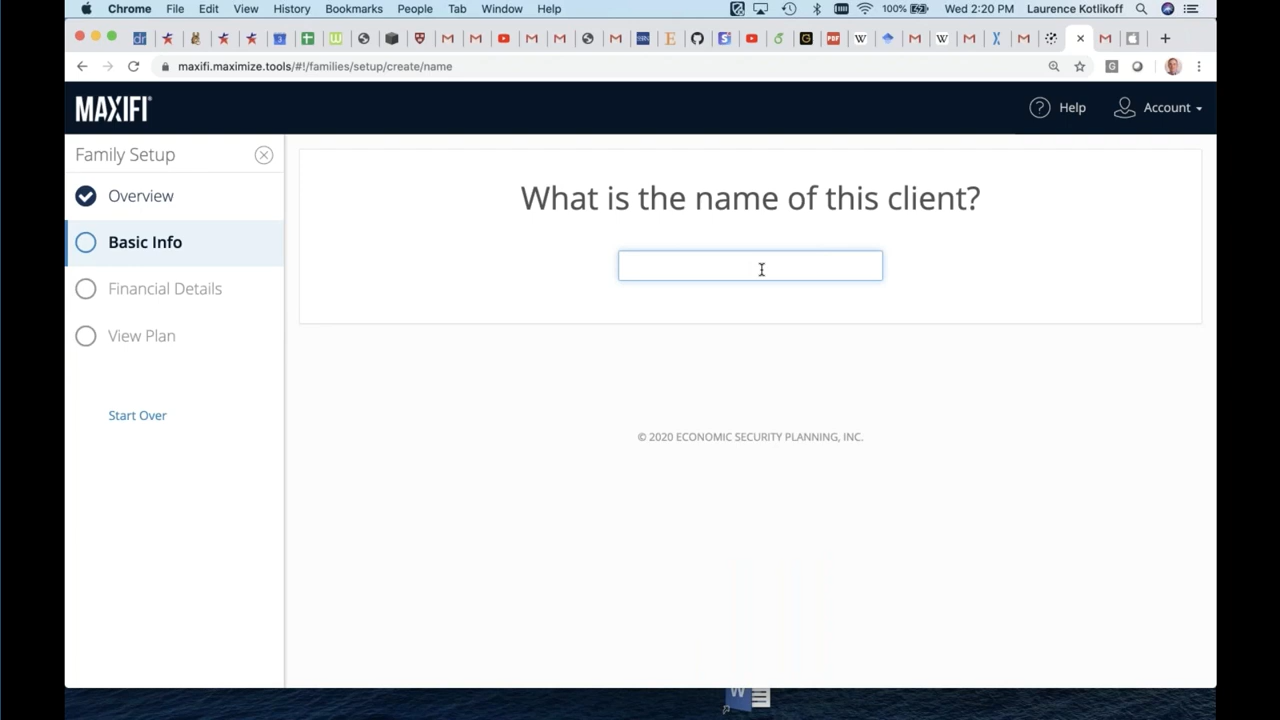 Chrome File Edit View History Bookmarks People Tab Window Help 100% Wed 2:20 PM Laurence Kotlikoff
maxifi.maximize.tools/#!/families/setup/create/name
MAXIFI
Help Account
Family Setup
Overview
Basic Info
Financial Details
View Plan
Start Over
What is the name of this client?
© 2020 ECONOMIC SECURITY PLANNING, INC.